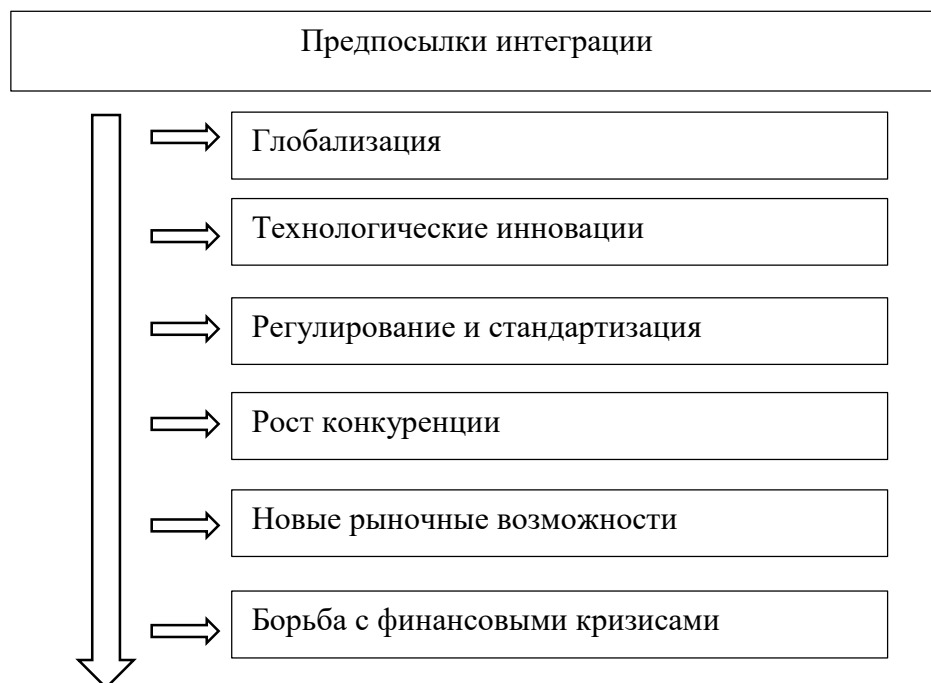 Предпосылки интеграции
Глобализация
Технологические инновации
Регулирование и стандартизация
Рост конкуренции
Новые рыночные возможности
Борьба с финансовыми кризисами